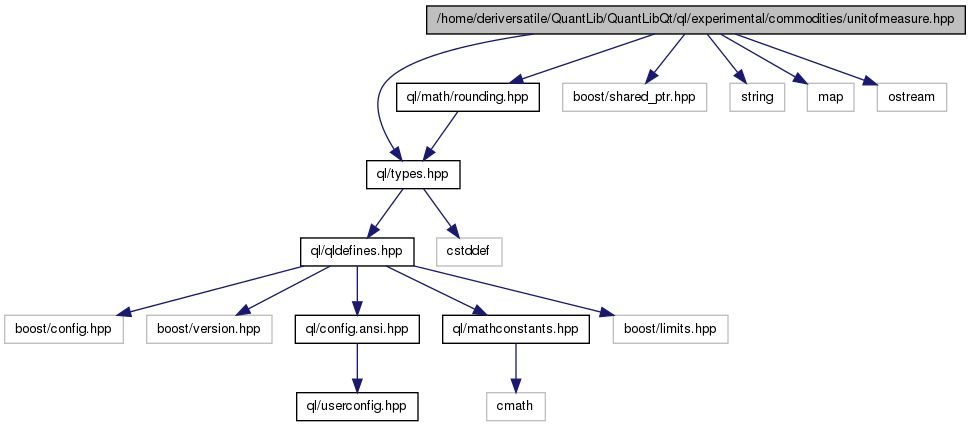 /home/deriversatile/QuantLib/QuantLibQt/ql/experimental/commodities/unitofmeasure.hpp
ql/math/rounding.hpp
boost/shared_ptr.hpp
string
map
ostream
ql/types.hpp
ql/qldefines.hpp
cstddef
boost/config.hpp
boost/version.hpp
ql/config.ansi.hpp
ql/mathconstants.hpp
boost/limits.hpp
ql/userconfig.hpp
cmath